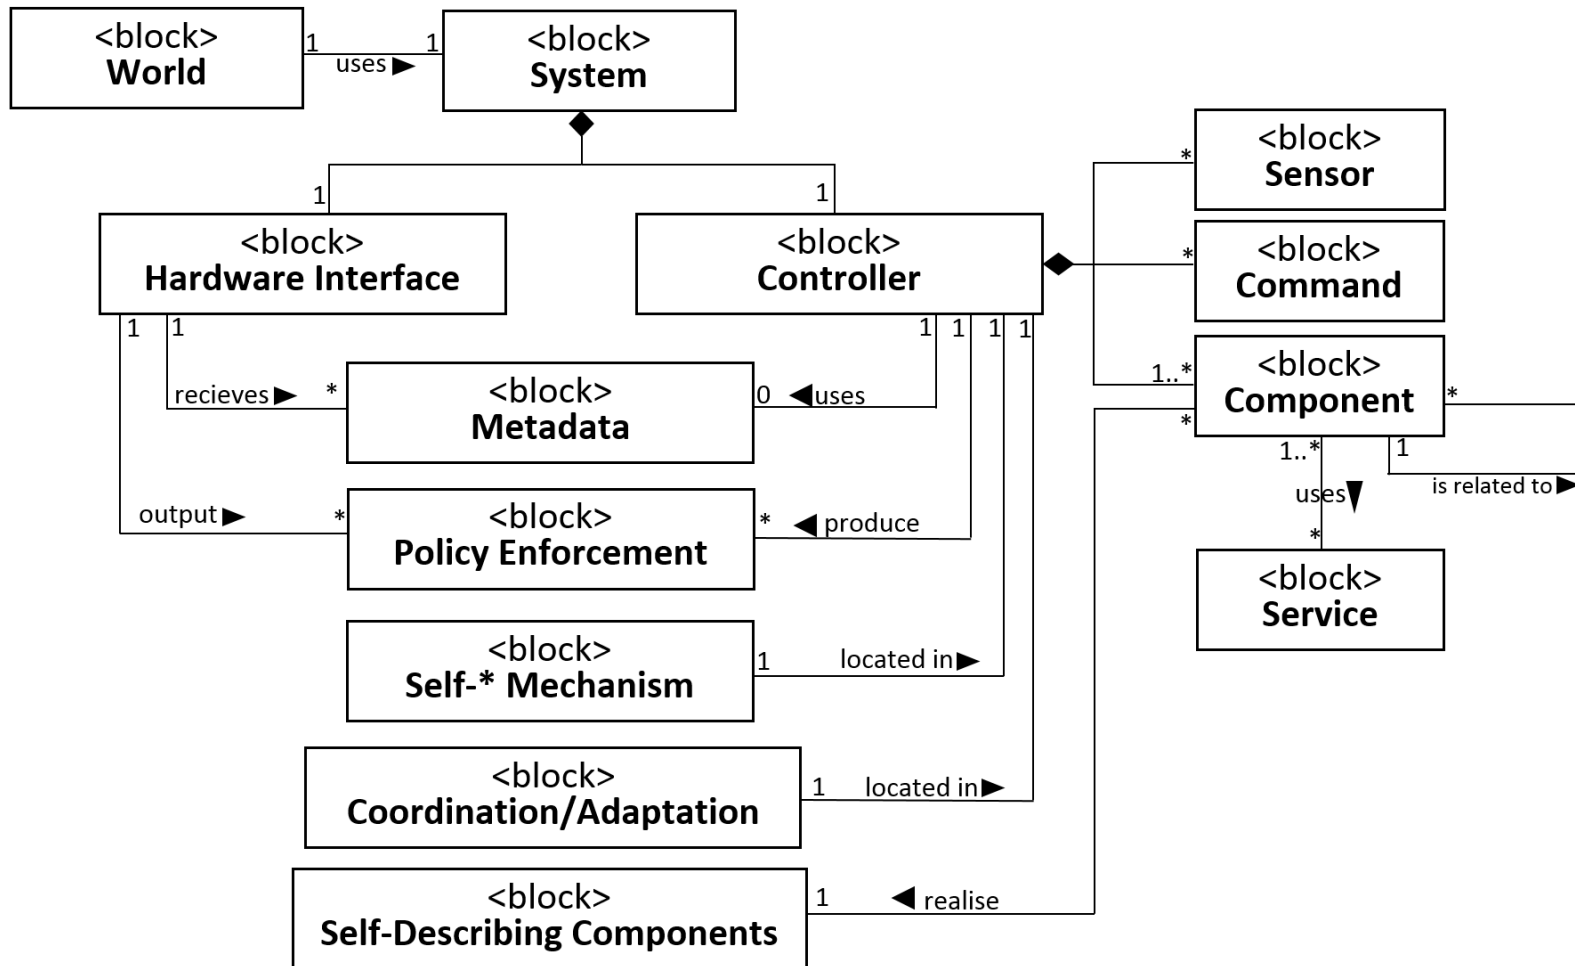 <block>
World
1
1
uses
<block>
System
1
1
<block>
Hardware Interface
<block>
Controller
<block>
Sensor
*
<block>
Command
*
<block>
Component
1..*
*
*
1..*
1
is related to
uses
*
<block>
Service
1
1
1
1
1
1
recieves
*
<block>
Metadata
0
uses
output
*
<block>
Policy Enforcement
*
produce
<block>
Self-* Mechanism
1
located in
<block>
Coordination/Adaptation
1
located in
<block>
Self-Describing Components
1
realise